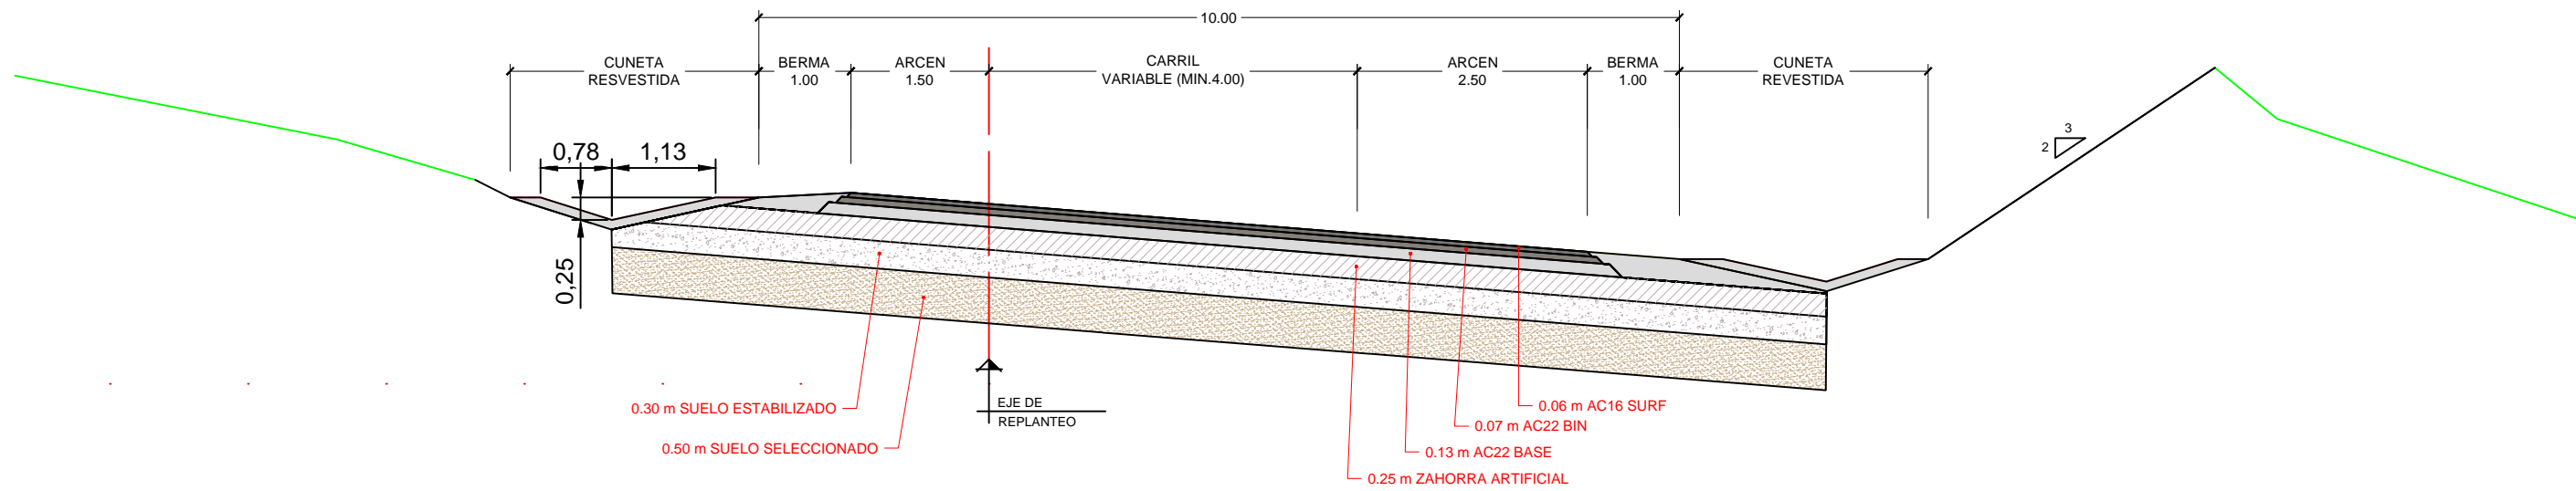 10.00
CUNETA
RESVESTIDA
BERMA
1.00
ARCEN
1.50
CARRIL
VARIABLE (MIN.4.00)
ARCEN
2.50
BERMA
1.00
CUNETA
REVESTIDA
3
2
0,78
1,13
0,25
0.30 m SUELO ESTABILIZADO
0.50 m SUELO SELECCIONADO
EJE DE
REPLANTEO
0.06 m AC16 SURF
0.07 m AC22 BIN
0.13 m AC22 BASE
0.25 m ZAHORRA ARTIFICIAL